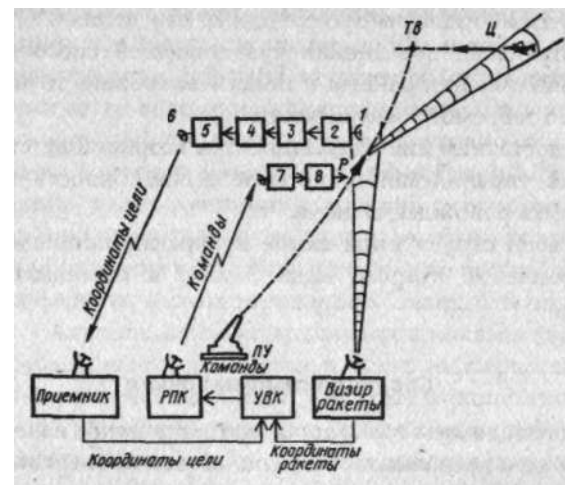 Тв
Ц
6
5
4
3
2
1
7
8
Р
Координаты цели
Команды
ПУ
Команды
Приемник
РПК
УВК
Визир
ракеты
Координаты цели
Координаты
ракеты